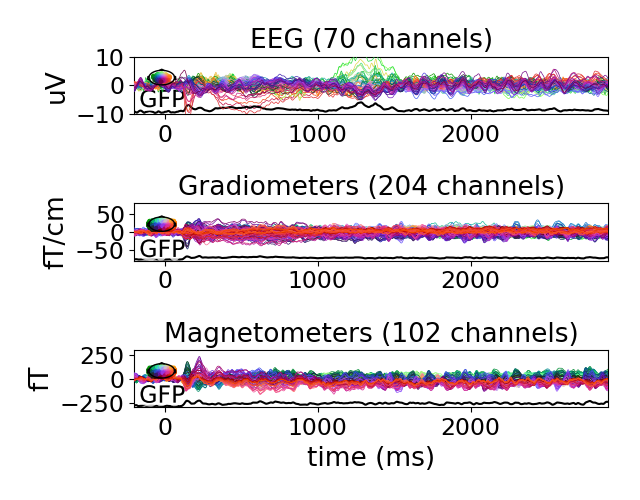 EEG (70 channels)
10
0
−10
uV
GFP
0
1000
2000
Gradiometers (204 channels)
50
0
−50
fT/cm
GFP
0
1000
2000
Magnetometers (102 channels)
250
0
−250
fT
GFP
0
1000
2000
time (ms)